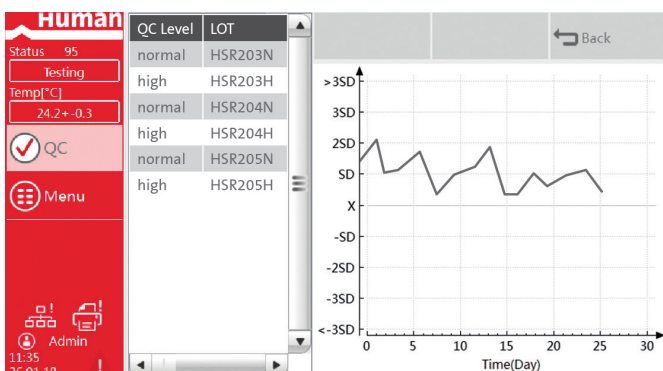 Human
Status 95
Testing
Temp[°C]
24.2+-0.3
QC
Menu
Admin
11:35
QC Level LOT
normal HSR203N
high HSR203H
normal HSR204N
high HSR204H
normal HSR205N
high HSR205H
Back
>3SD
3SD
2SD
SD
X
-SD
-2SD
-3SD
<-3SD
0 5 10 15 20 25 30
Time(Day)